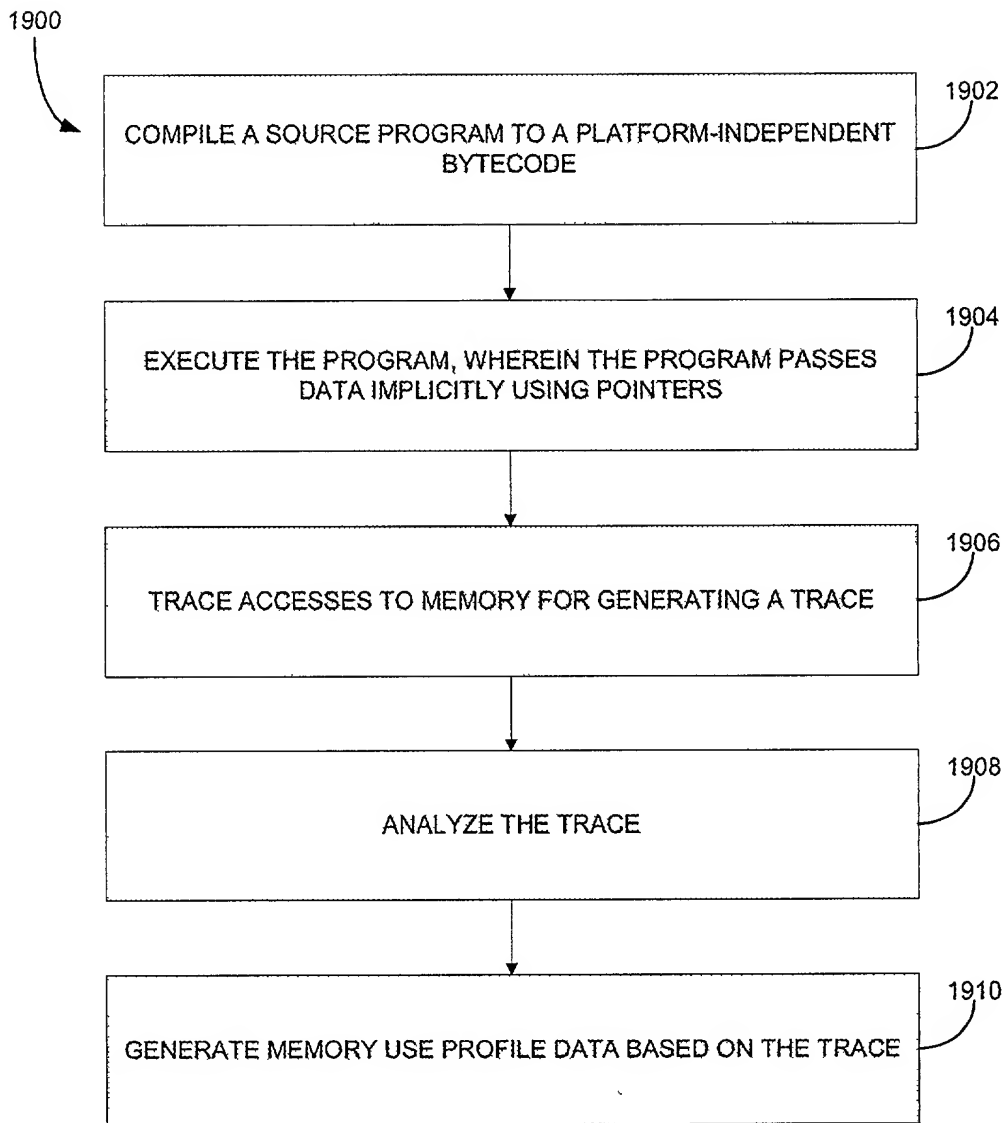 1900
1902
COMPILE A SOURCE PROGRAM TO A PLATFORM-INDEPENDENT
BYTECODE
1904
EXECUTE THE PROGRAM, WHEREIN THE PROGRAM PASSES
DATA IMPLICITLY USING POINTERS
1906
TRACE ACCESSES TO MEMORY FOR GENERATING A TRACE
1908
ANALYZE THE TRACE
1910
GENERATE MEMORY USE PROFILE DATA BASED ON THE TRACE